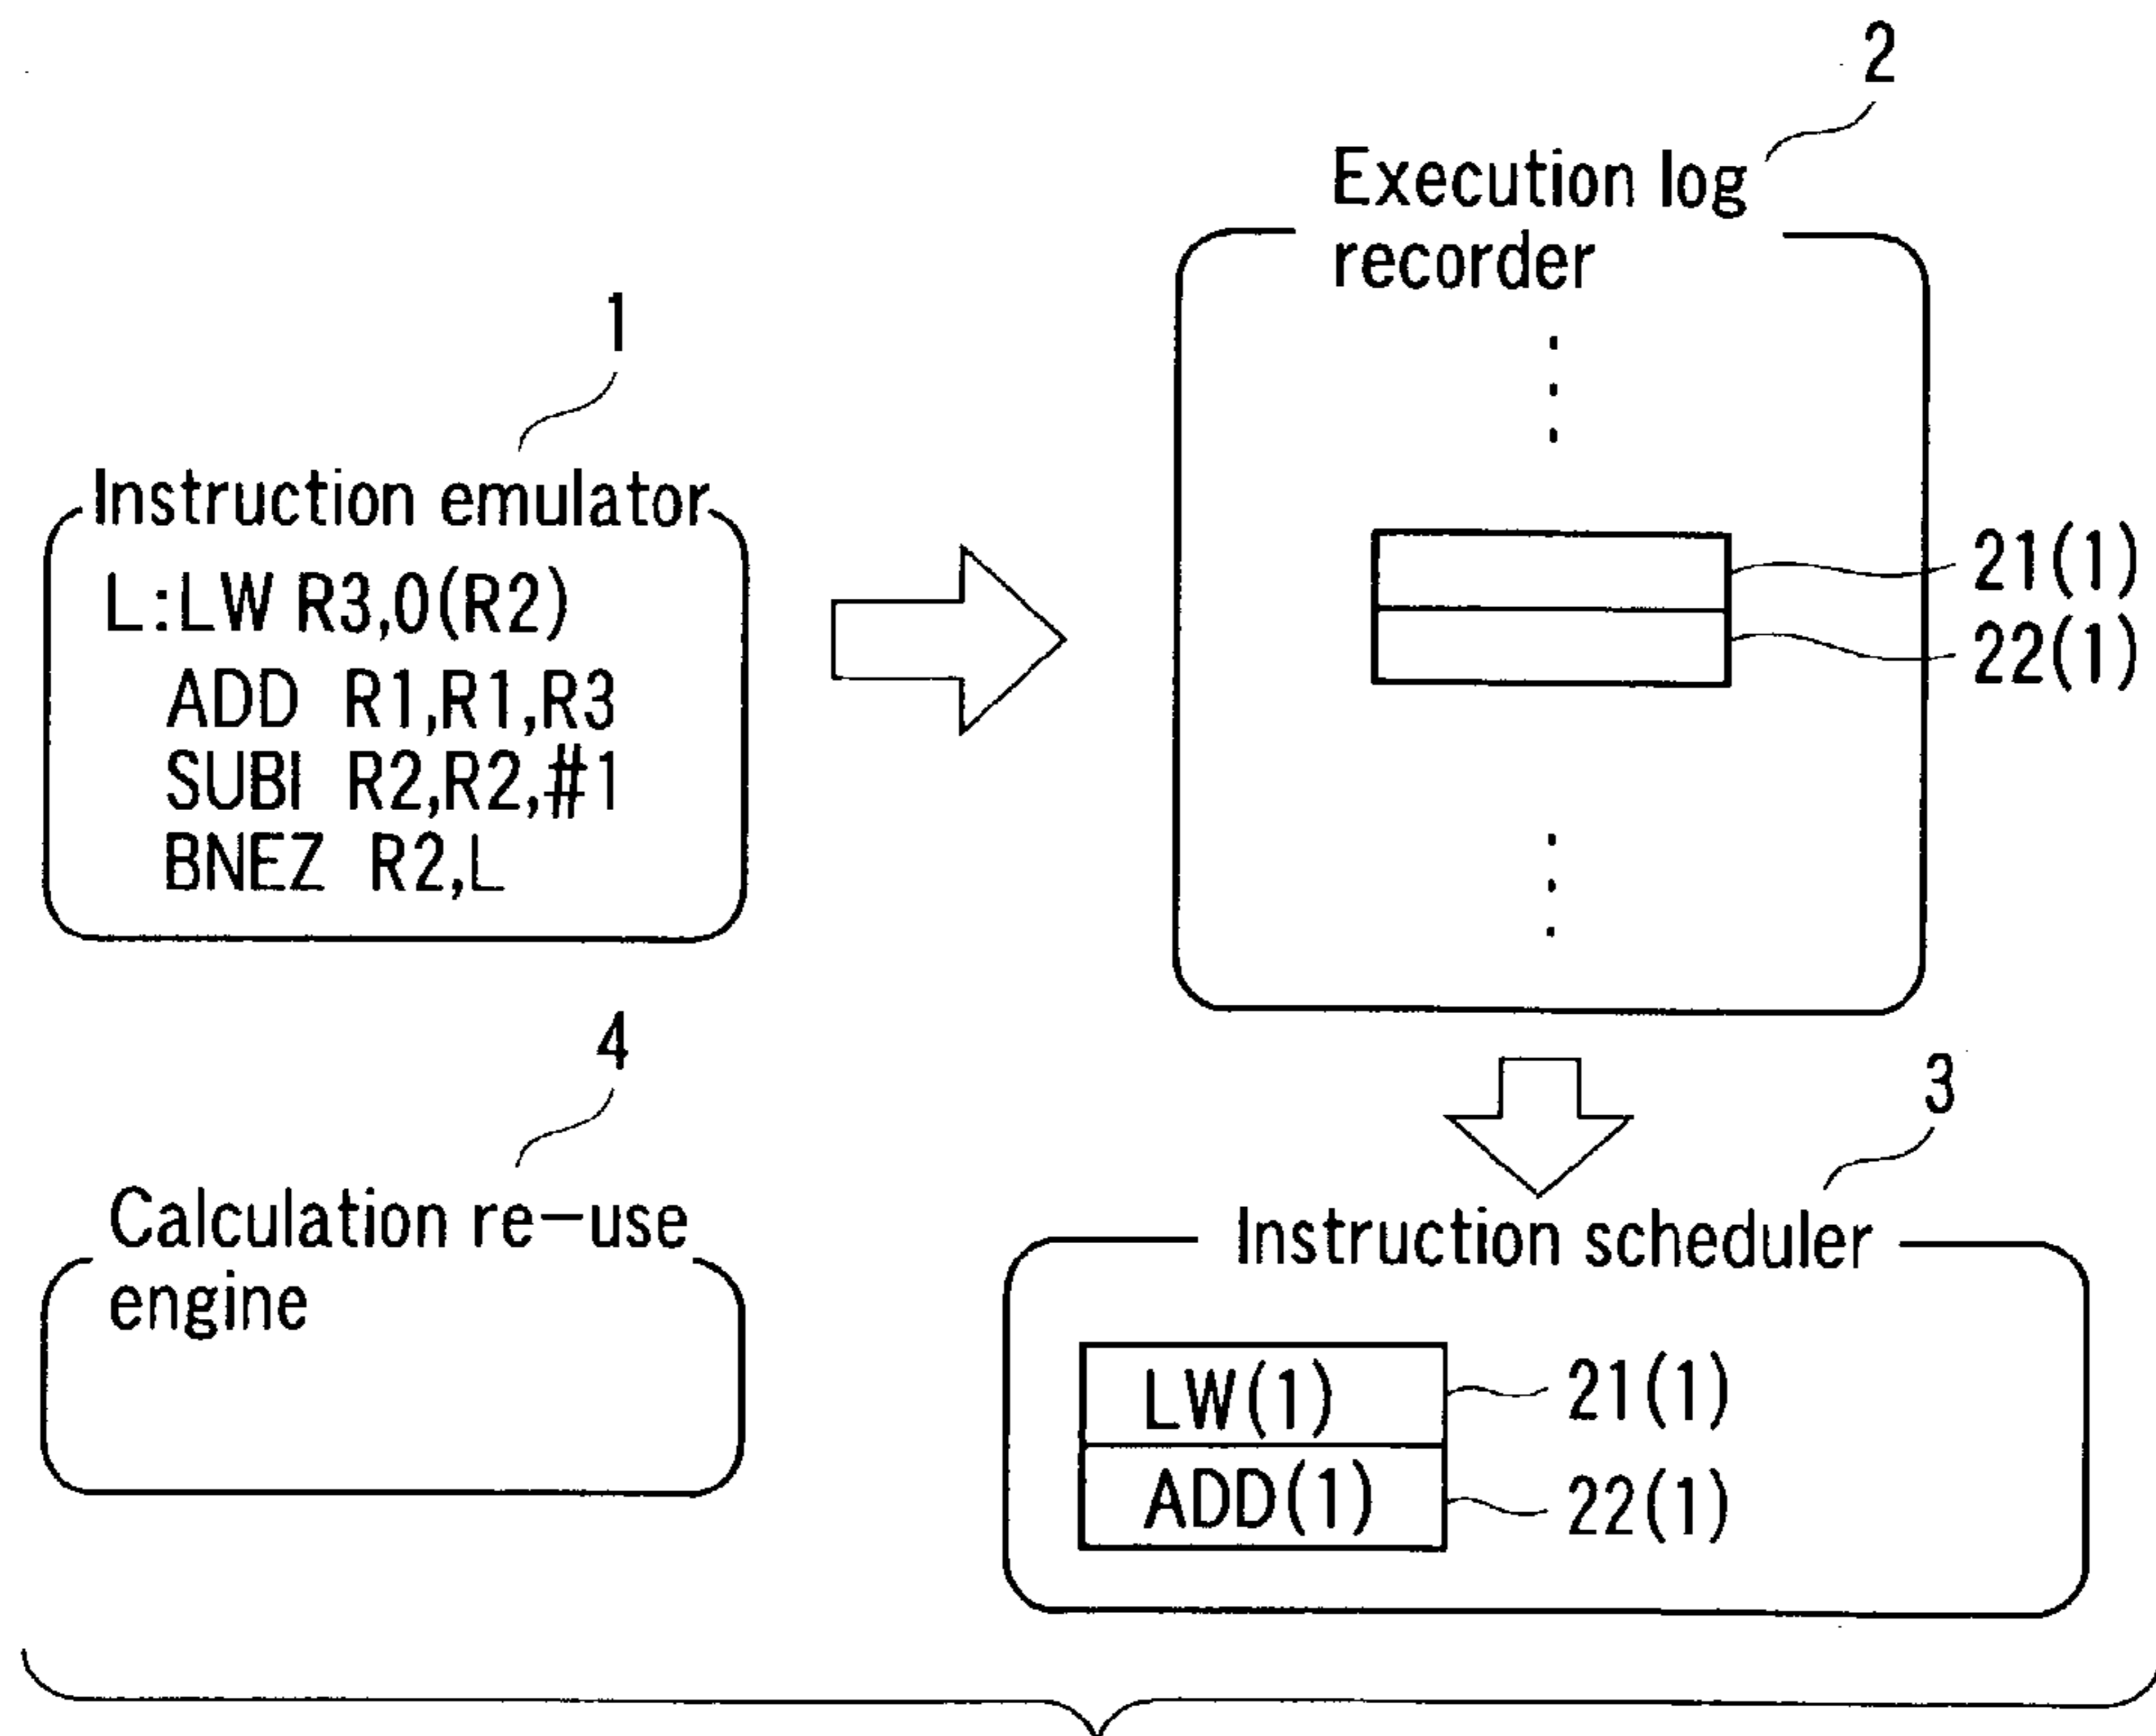 2
Execution log
recorder
1
Instruction emulator
L:LW R3,0(R2)
ADD R1,R1,R3
SUBI R2,R2,#1
BNEZ R2,L
21(1)
22(1)
4
Calculation re-use
engine
3
Instruction scheduler
LW(1)
21(1)
ADD(1)
22(1)